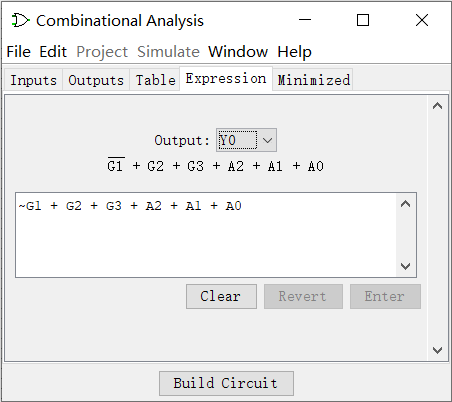 Combinational Analysis
File Edit Project Simulate Window Help
Inputs Outputs Table Expression Minimized
Output: Y0
G1 + G2 + G3 + A2 + A1 + A0
~G1 + G2 + G3 + A2 + A1 + A0
Clear Revert Enter
Build Circuit